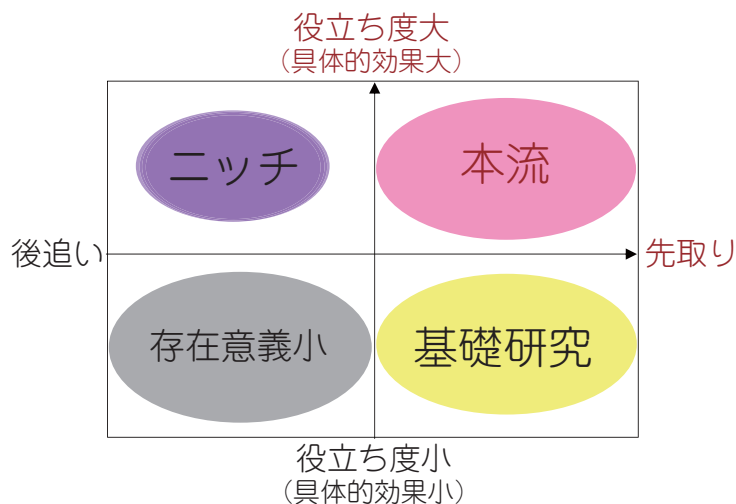 役立ち度大
(具体的効果大)
ニッチ
本流
後追い
先取り
存在意義小
基礎研究
役立ち度小
(具体的効果小)